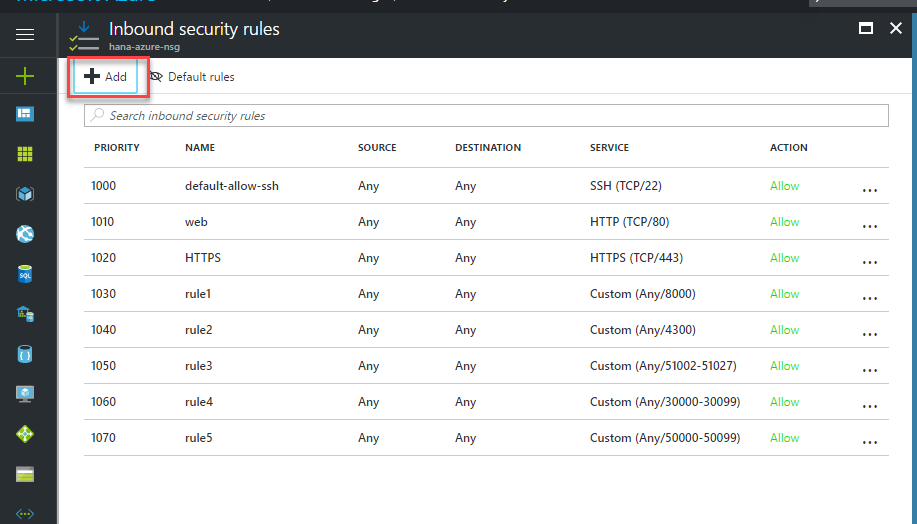 Microsoft Azure
Inbound security rules
hana-azure-nsg
Add
Default rules
Search inbound security rules
PRIORITY NAME SOURCE DESTINATION SERVICE ACTION
1000 default-allow-ssh Any Any SSH (TCP/22) Allow ...
1010 web Any Any HTTP (TCP/80) Allow ...
1020 HTTPS Any Any HTTPS (TCP/443) Allow ...
1030 rule1 Any Any Custom (Any/8000) Allow ...
1040 rule2 Any Any Custom (Any/4300) Allow ...
1050 rule3 Any Any Custom (Any/51002-51027) Allow ...
1060 rule4 Any Any Custom (Any/30000-30099) Allow ...
1070 rule5 Any Any Custom (Any/50000-50099) Allow ...
SQL